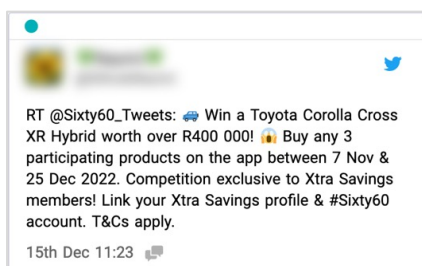 RT @Sixty60_Tweets: 🚙 Win a Toyota Corolla Cross
XR Hybrid worth over R400 000! 😱 Buy any 3
participating products on the app between 7 Nov &
25 Dec 2022. Competition exclusive to Xtra Savings
members! Link your Xtra Savings profile & #Sixty60
account. T&Cs apply.
15th Dec 11:23